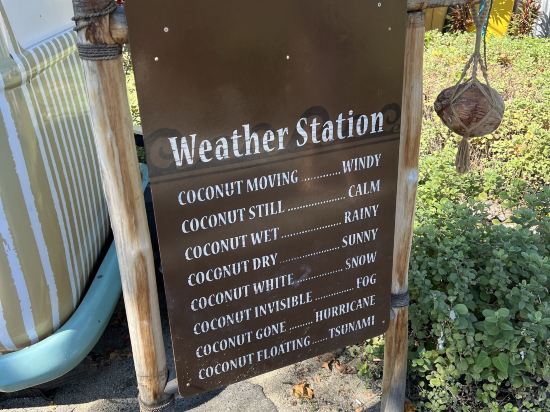 Weather Station
COCONUT MOVING ........... WINDY
COCONUT STILL ................. CALM
COCONUT WET .................. RAINY
COCONUT DRY .................. SUNNY
COCONUT WHITE ............ SNOW
COCONUT INVISIBLE ............ FOG
COCONUT GONE ....... HURRICANE
COCONUT FLOATING ..... TSUNAMI